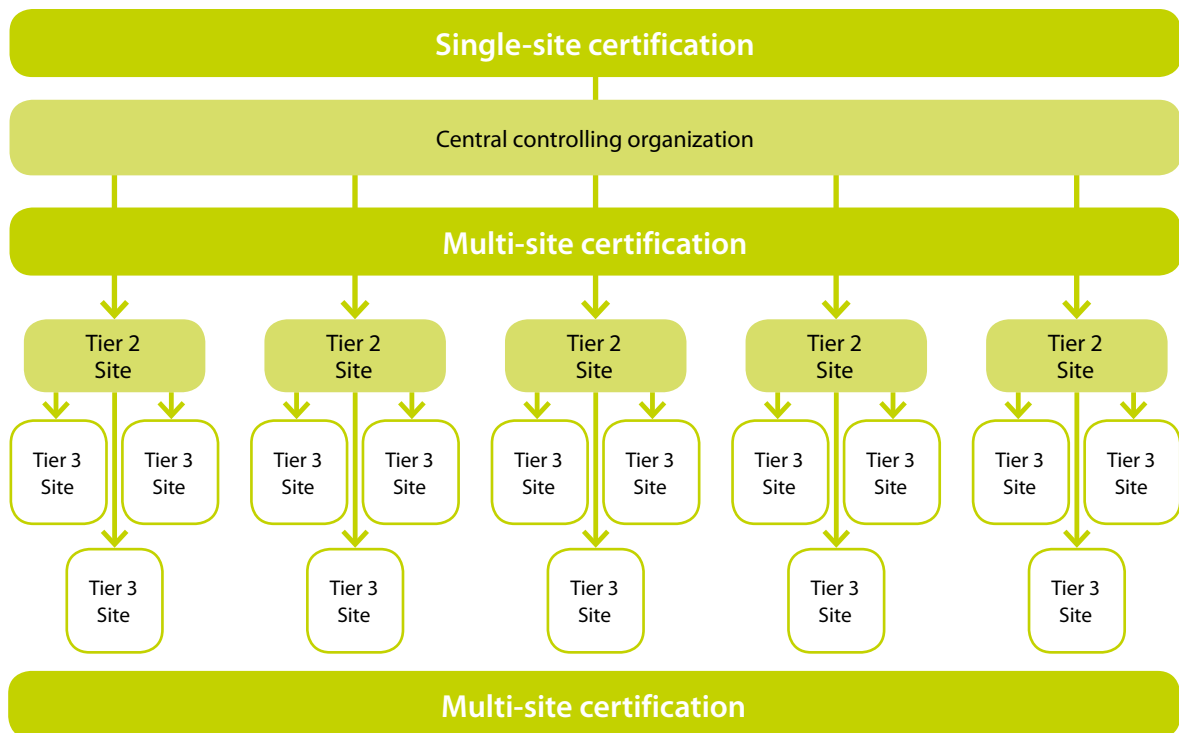 Single-site certification
Central controlling organization
Multi-site certification
Tier 2
Site
Tier 2
Site
Tier 2
Site
Tier 2
Site
Tier 2
Site
Tier 3
Site
Tier 3
Site
Tier 3
Site
Tier 3
Site
Tier 3
Site
Tier 3
Site
Tier 3
Site
Tier 3
Site
Tier 3
Site
Tier 3
Site
Tier 3
Site
Tier 3
Site
Tier 3
Site
Tier 3
Site
Tier 3
Site
Multi-site certification